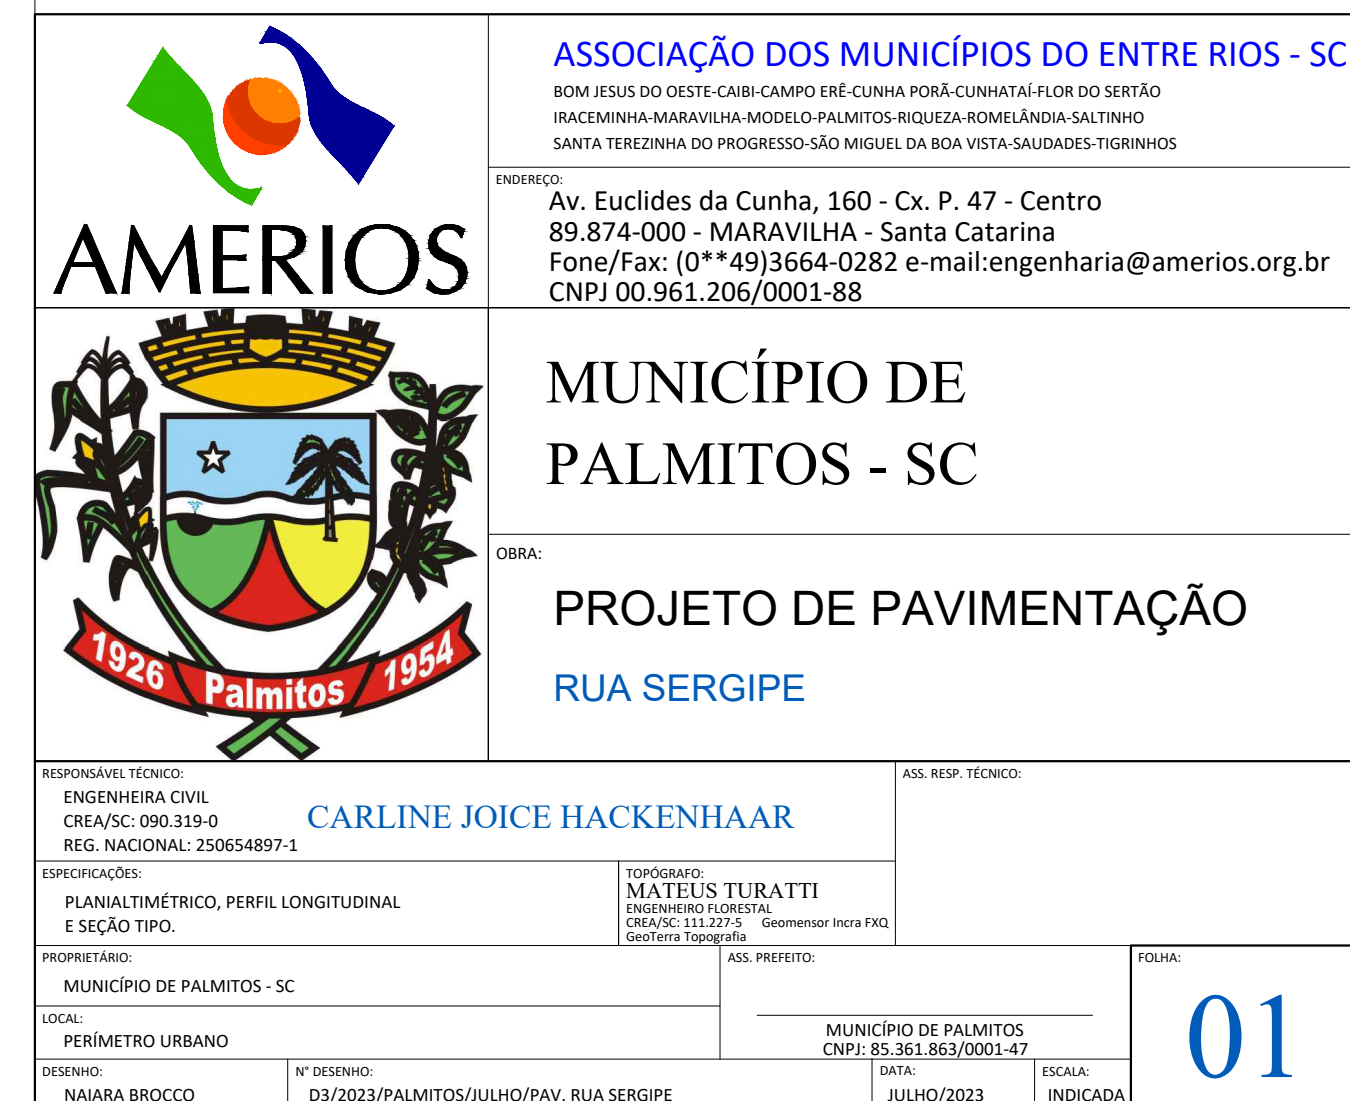 AMERIOS
ASSOCIAÇÃO DOS MUNICÍPIOS DO ENTRE RIOS - SC
BOM JESUS DO OESTE-CAIBI-CAMPO ERÊ-CUNHA PORÃ-CUNHATAÍ-FLOR DO SERTÃO
IRACEMINHA-MARAVILHA-MODELO-PALMITOS-RIQUEZA-ROMELÂNDIA-SALTINHO
SANTA TEREZINHA DO PROGRESSO-SÃO MIGUEL DA BOA VISTA-SAUDADES-TIGRINHOS
ENDEREÇO:
Av. Euclides da Cunha, 160 - Cx. P. 47 - Centro
89.874-000 - MARAVILHA - Santa Catarina
Fone/Fax: (0**49)3664-0282 e-mail:engenharia@amerios.org.br
CNPJ 00.961.206/0001-88
1926 Palmitos 1954
MUNICÍPIO DE
PALMITOS - SC
OBRA:
PROJETO DE PAVIMENTAÇÃO
RUA SERGIPE
RESPONSÁVEL TÉCNICO:
ENGENHEIRA CIVIL
CREA/SC: 090.319-0
REG. NACIONAL: 250654897-1
CARLINE JOICE HACKENHAAR
ASS. RESP. TÉCNICO:
ESPECIFICAÇÕES:
PLANIALTIMÉTRICO, PERFIL LONGITUDINAL
E SEÇÃO TIPO.
TOPÓGRAFO:
MATEUS TURATTI
ENGENHEIRO FLORESTAL
CREA/SC: 111.227-5 Geomensor Incra FXQ
GeoTerra Topografia
PROPRIETÁRIO:
MUNICÍPIO DE PALMITOS - SC
ASS. PREFEITO:
MUNICÍPIO DE PALMITOS
CNPJ: 85.361.863/0001-47
FOLHA:
01
LOCAL:
PERÍMETRO URBANO
DESENHO:
NAIARA BROCCO
N° DESENHO:
D3/2023/PALMITOS/JULHO/PAV. RUA SERGIPE
DATA:
JULHO/2023
ESCALA:
INDICADA